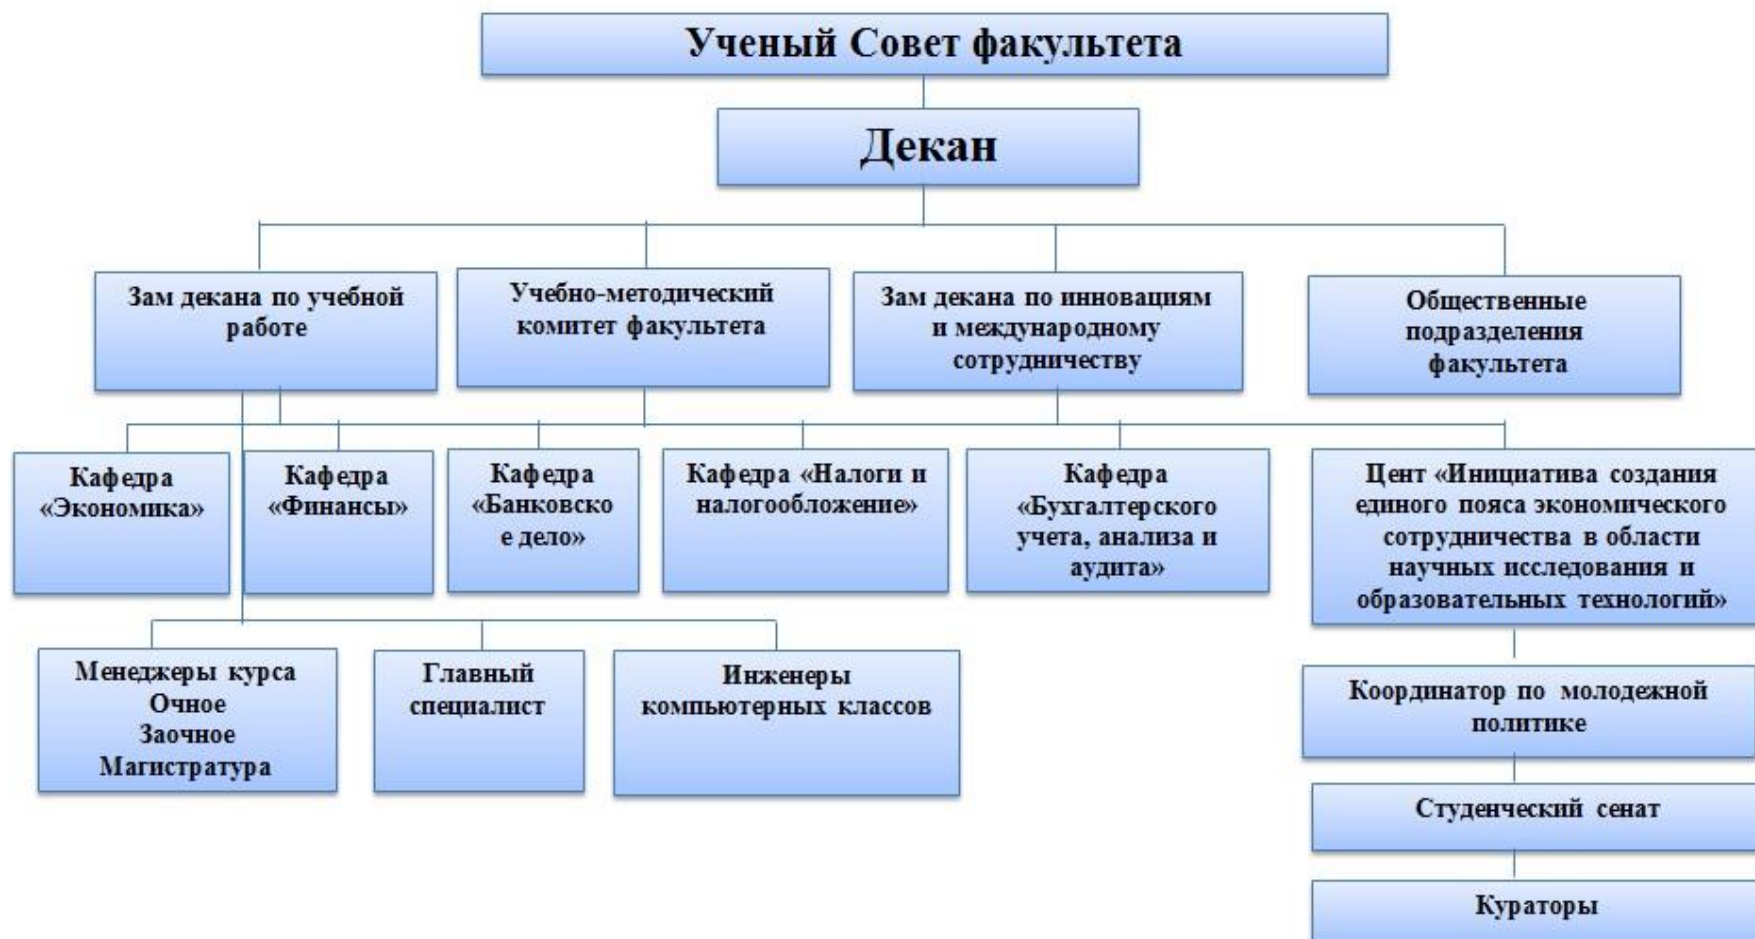 Ученый Совет факультета
Декан
Зам декана по учебной
работе
Учебно-методический
комитет факультета
Зам декана по инновациям
и международному
сотрудничеству
Общественные
подразделения
факультета
Кафедра
«Экономика»
Кафедра
«Финансы»
Кафедра
«Банковско
е дело»
Кафедра «Налоги и
налогообложение»
Кафедра
«Бухгалтерского
учета, анализа и
аудита»
Цент «Инициатива создания
единого пояса экономического
сотрудничества в области
научных исследования и
образовательных технологий»
Менеджеры курса
Очное
Заочное
Магистратура
Главный
специалист
Инженеры
компьютерных классов
Координатор по молодежной
политике
Студенческий сенат
Кураторы